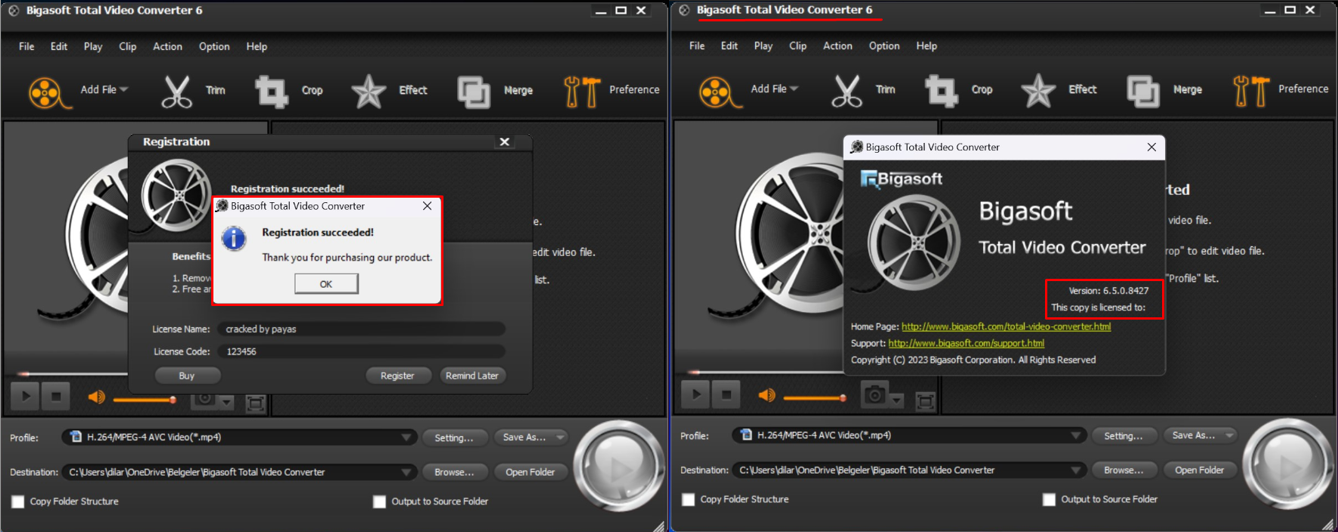 Bigasoft Total Video Converter 6
File Edit Play Clip Action Option Help
Add File Trim Crop Effect Merge Preference
Registration
Registration succeeded!
Bigasoft Total Video Converter
Registration succeeded!
Thank you for purchasing our product.
OK
Benefits
1. Remov
2. Free an
e.
edit video file.
list.
License Name: cracked by payas
License Code: 123456
Buy Register Remind Later
Profile: H.264/MPEG-4 AVC Video(*.mp4) Setting... Save As...
Destination: C:\Users\dilar\OneDrive\Belgeler\Bigasoft Total Video Converter Browse... Open Folder
Copy Folder Structure Output to Source Folder
Bigasoft Total Video Converter 6
File Edit Play Clip Action Option Help
Add File Trim Crop Effect Merge Preference
Bigasoft Total Video Converter
Bigasoft
Bigasoft
Total Video Converter
Version: 6.5.0.8427
This copy is licensed to:
Home Page: http://www.bigasoft.com/total-video-converter.html
Support: http://www.bigasoft.com/support.html
Copyright (C) 2023 Bigasoft Corporation. All Rights Reserved
rted
video file.
op" to edit video file.
"Profile" list.
Profile: H.264/MPEG-4 AVC Video(*.mp4) Setting... Save As...
Destination: C:\Users\dilar\OneDrive\Belgeler\Bigasoft Total Video Converter Browse... Open Folder
Copy Folder Structure Output to Source Folder